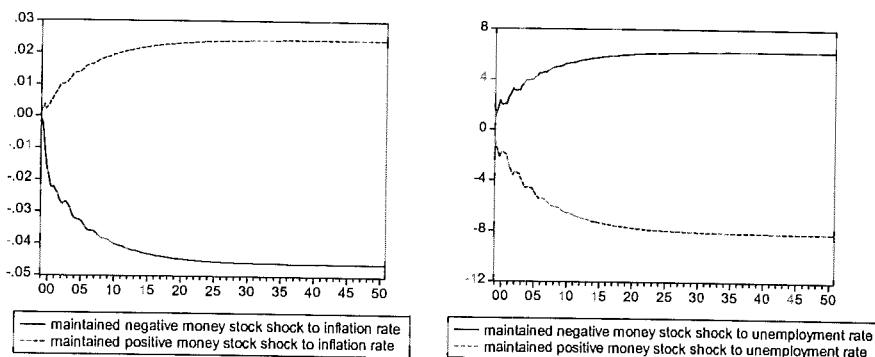 .03
.02
.01
.00
-.01
-.02
-.03
-.04
-.05
00 05 10 15 20 25 30 35 40 45 50
maintained negative money stock shock to inflation rate
maintained positive money stock shock to inflation rate
8
4
0
-4
-8
-12
00 05 10 15 20 25 30 35 40 45 50
maintained negative money stock shock to unemployment rate
maintained positive money stock shock to unemployment rate